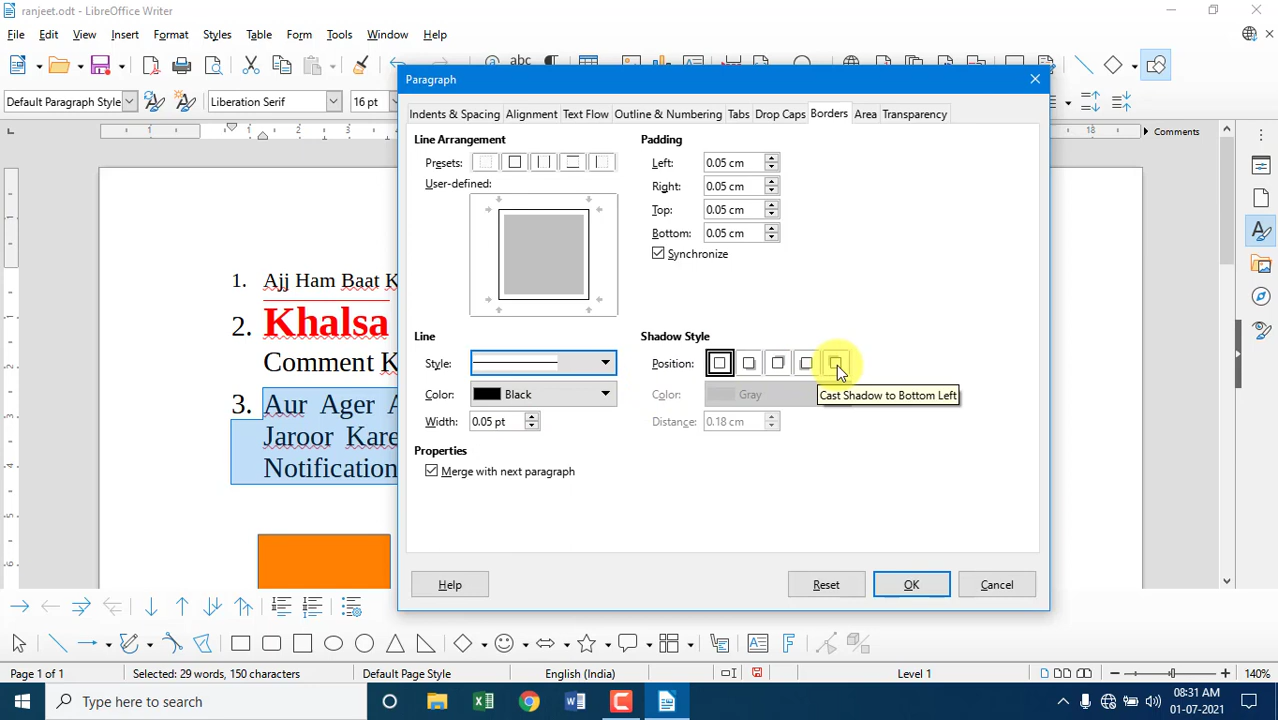 ranjeet.odt - LibreOffice Writer
File Edit View Insert Format Styles Table Form Tools Window Help
Default Paragraph Style Liberation Serif 16 pt
Paragraph
Indents & Spacing Alignment Text Flow Outline & Numbering Tabs Drop Caps Borders Area Transparency
Comments
Line Arrangement Padding
Presets: Left: 0.05 cm
User-defined: Right: 0.05 cm
Top: 0.05 cm
Bottom: 0.05 cm
Synchronize
Line Shadow Style
Style: Position:
Color: Black Color: Gray Cast Shadow to Bottom Left
Width: 0.05 pt Distance: 0.18 cm
Properties
Merge with next paragraph
Help Reset OK Cancel
1. Ajj Ham Baat K
2. Khalsa
Comment K
3. Aur Ager A
Jaroor Kare
Notification
Page 1 of 1 Selected: 29 words, 150 characters Default Page Style English (India) Level 1 140%
Type here to search
08:31 AM
01-07-2021